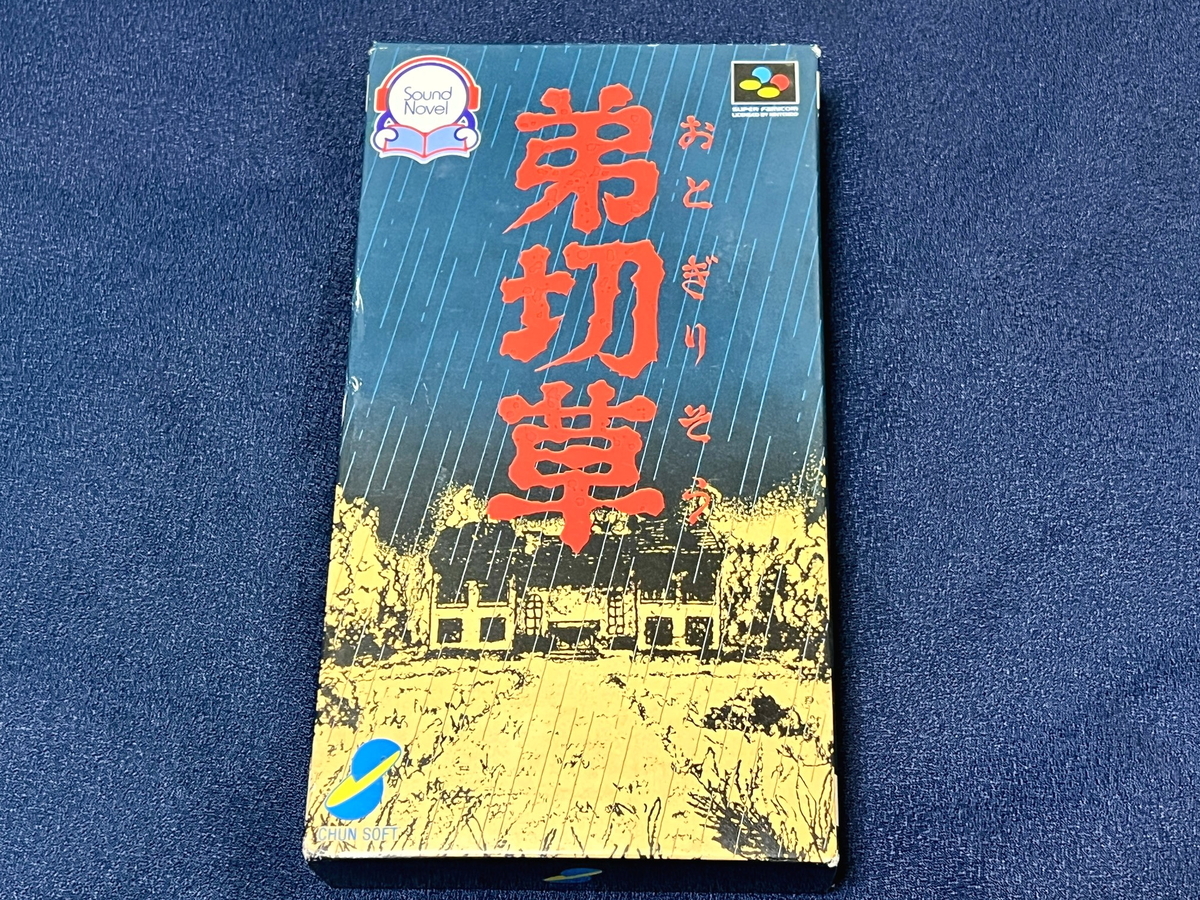 Sound
Novel
SUPER FAMICOM
LICENSED BY NINTENDO
弟切草
おとぎりそう
CHUN SOFT